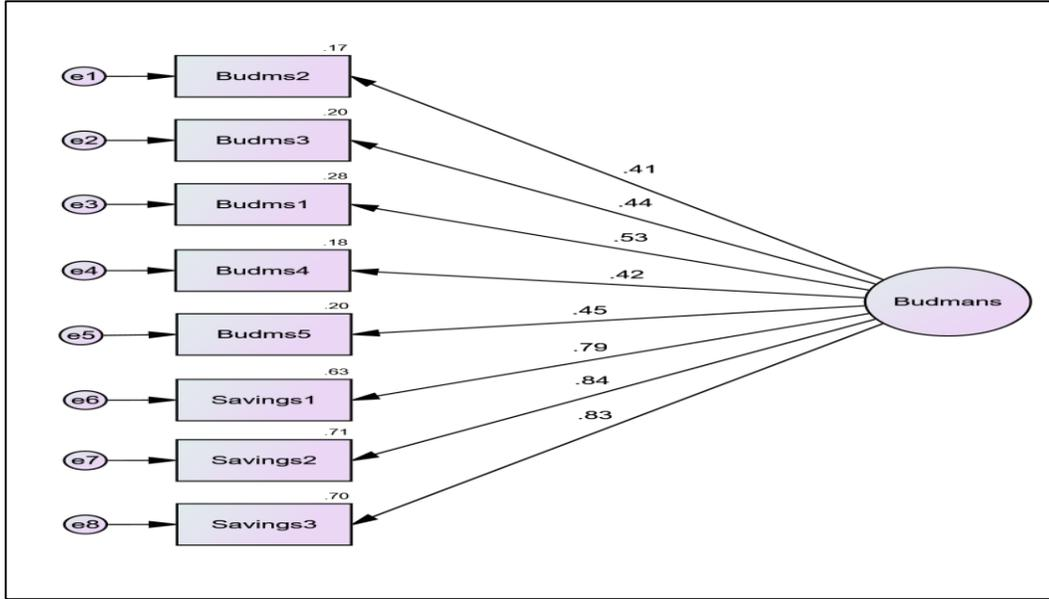 .17
e1 Budms2
.20
e2 Budms3
.41
.28
e3 Budms1
.44
.53
.18
e4 Budms4
.42
Budmans
.20
e5 Budms5
.45
.79
.63
e6 Savings1
.84
.83
.71
e7 Savings2
.70
e8 Savings3